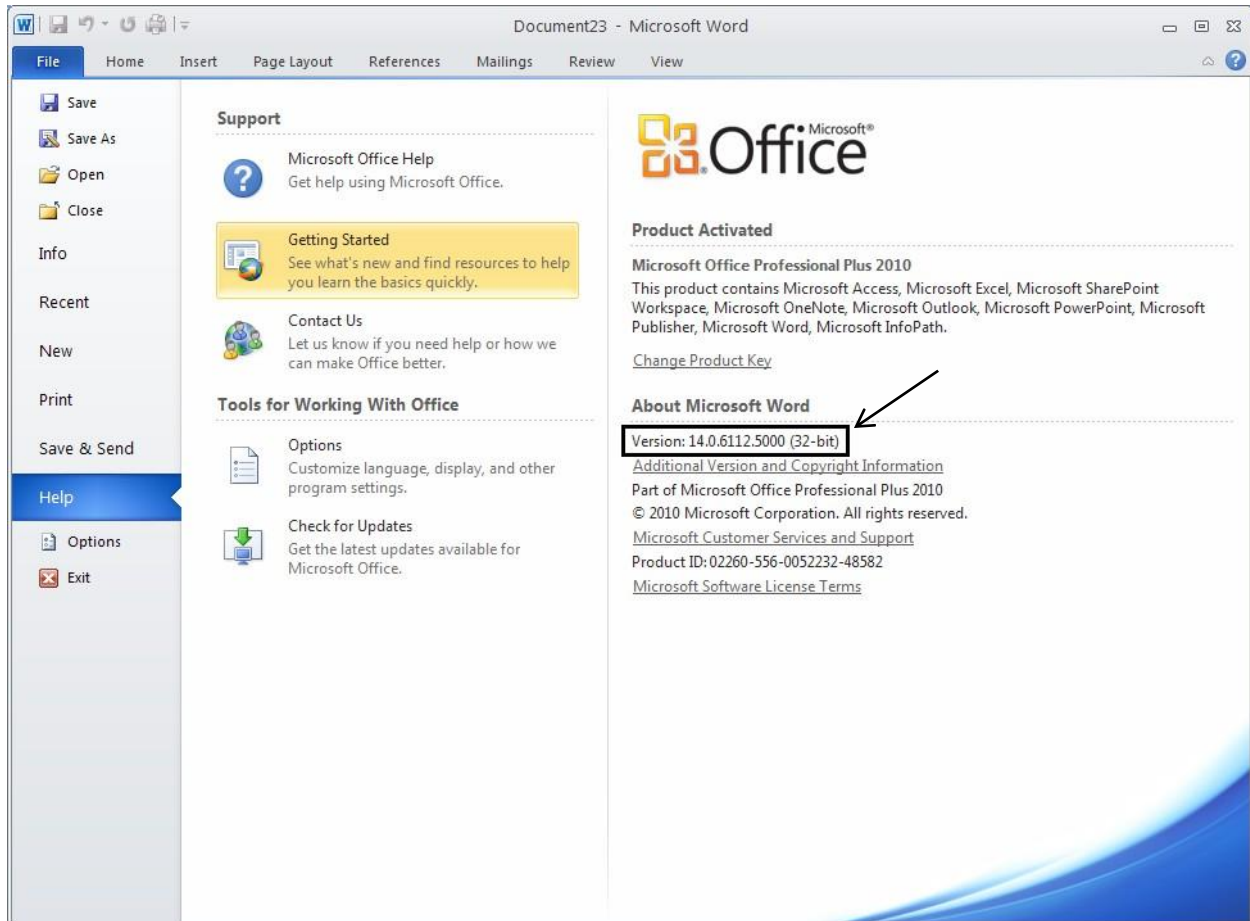 Document23 - Microsoft Word
File Home Insert Page Layout References Mailings Review View
Save
Save As
Open
Close
Info
Recent
New
Print
Save & Send
Help
Options
Exit
Support
Microsoft Office Help
Get help using Microsoft Office.
Getting Started
See what's new and find resources to help
you learn the basics quickly.
Contact Us
Let us know if you need help or how we
can make Office better.
Tools for Working With Office
Options
Customize language, display, and other
program settings.
Check for Updates
Get the latest updates available for
Microsoft Office.
Microsoft®
Office
Product Activated
Microsoft Office Professional Plus 2010
This product contains Microsoft Access, Microsoft Excel, Microsoft SharePoint
Workspace, Microsoft OneNote, Microsoft Outlook, Microsoft PowerPoint, Microsoft
Publisher, Microsoft Word, Microsoft InfoPath.
Change Product Key
About Microsoft Word
Version: 14.0.6112.5000 (32-bit)
Additional Version and Copyright Information
Part of Microsoft Office Professional Plus 2010
© 2010 Microsoft Corporation. All rights reserved.
Microsoft Customer Services and Support
Product ID: 02260-556-0052232-48582
Microsoft Software License Terms